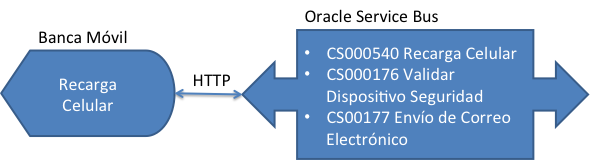 Oracle Service Bus
Banca Móvil
Recarga
Celular
HTTP
• CS000540 Recarga Celular
• CS000176 Validar
Dispositivo Seguridad
• CS00177 Envío de Correo
Electrónico